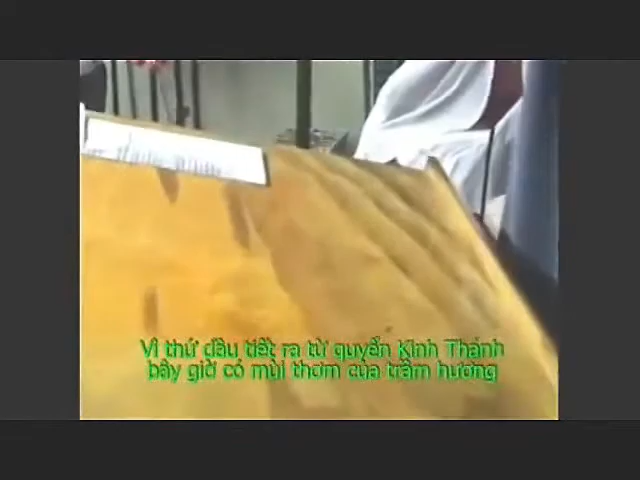 Vì thứ dầu tiết ra từ quyển Kinh Thánh
bây giờ có mùi thơm của trầm hương